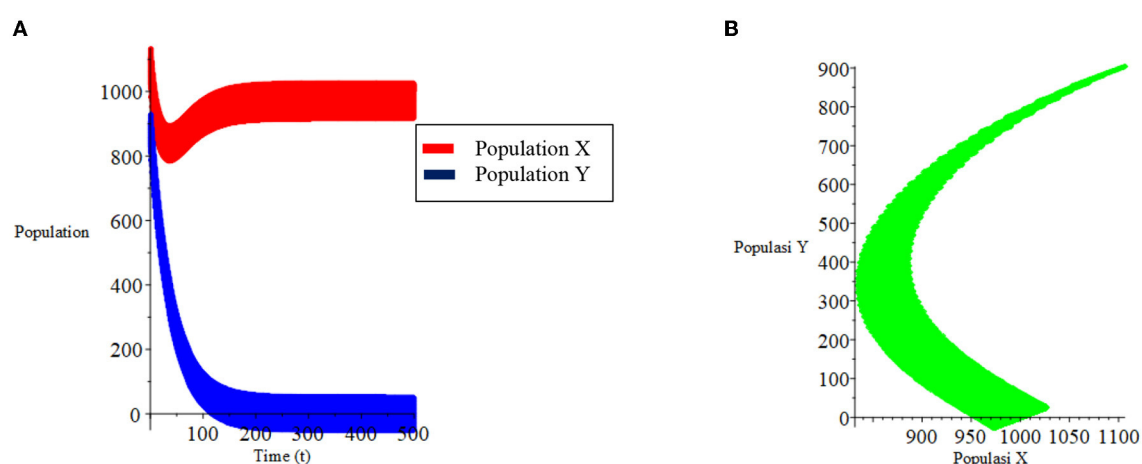 A
1000
800
600
400
200
0
Population
100 200 300 400 500
Time (t)
Population X
Population Y
B
900
800
700
600
500
400
300
200
100
0
Populasi Y
900 950 1000 1050 1100
Populasi X